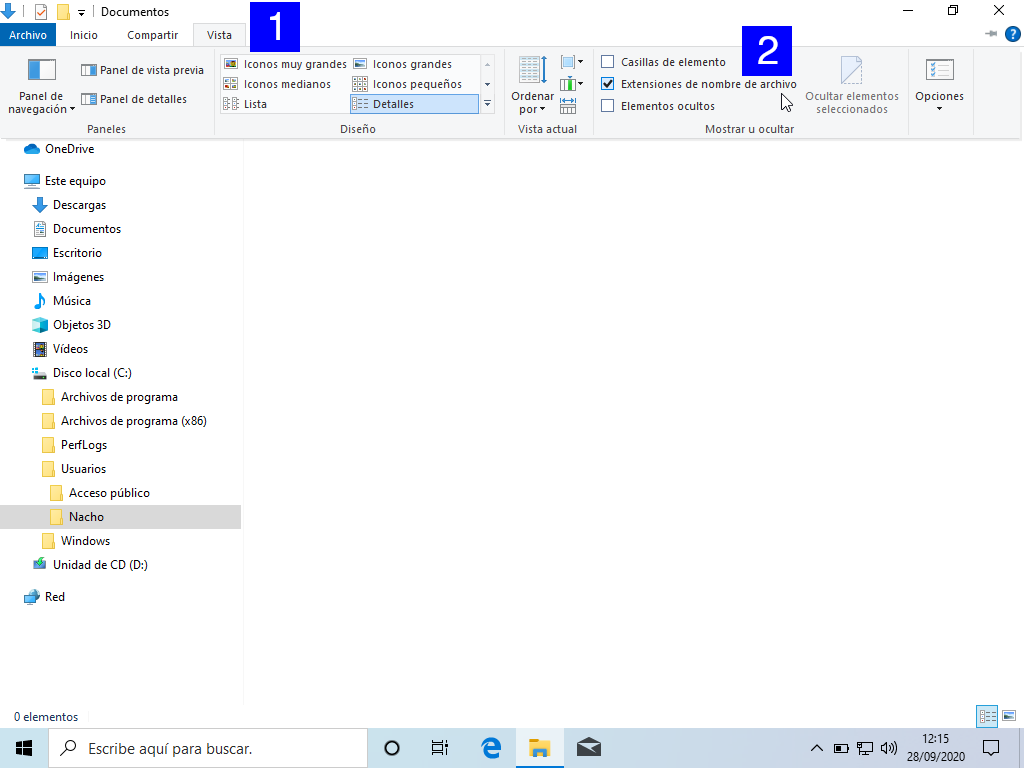 Documentos
Archivo Inicio Compartir Vista 1
?
Panel de navegación
Panel de vista previa
Panel de detalles
Paneles
Iconos muy grandes Iconos grandes
Iconos medianos Iconos pequeños
Lista Detalles
Diseño
Ordenar por
Vista actual
2
Casillas de elemento
Extensiones de nombre de archivo
Elementos ocultos
Ocultar elementos seleccionados
Mostrar u ocultar
Opciones
OneDrive
Este equipo
Descargas
Documentos
Escritorio
Imágenes
Música
Objetos 3D
Vídeos
Disco local (C:)
Archivos de programa
Archivos de programa (x86)
PerfLogs
Usuarios
Acceso público
Nacho
Windows
Unidad de CD (D:)
Red
0 elementos
Escribe aquí para buscar.
12:15
28/09/2020